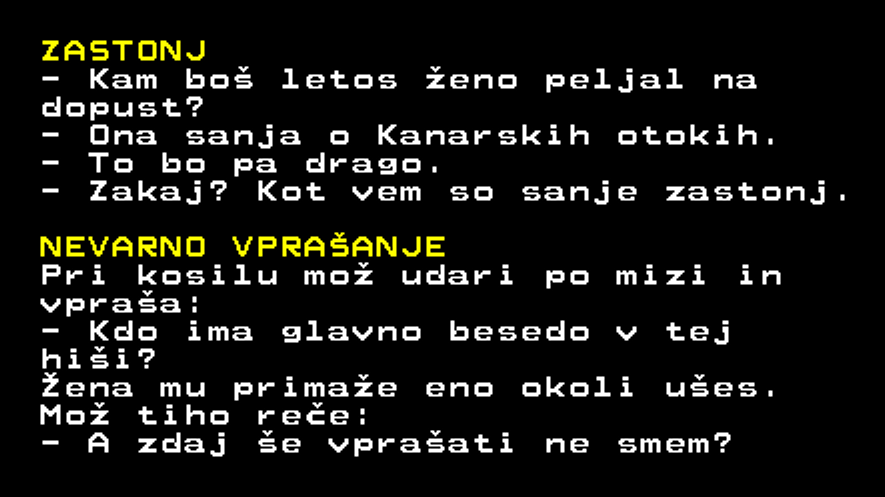 ZASTONJ
- Kam boš letos ženo peljal na
dopust?
- Ona sanja o Kanarskih otokih.
- To bo pa drago.
- Zakaj? Kot vem so sanje zastonj.
NEVARNO VPRAŠANJE
Pri kosilu mož udari po mizi in
vpraša:
- Kdo ima glavno besedo v tej
hiši?
Žena mu primaže eno okoli ušes.
Mož tiho reče:
- A zdaj še vprašati ne smem?